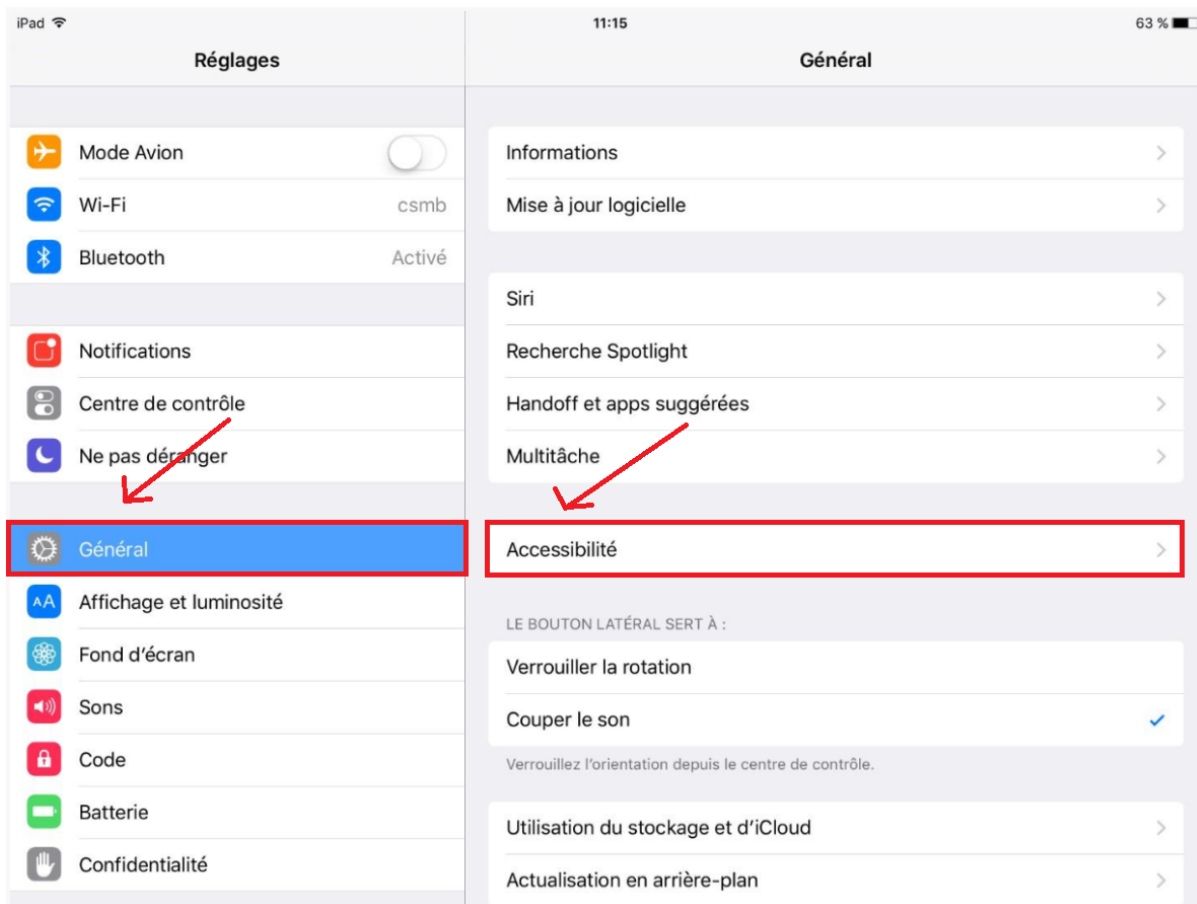 iPad
11:15
63 %
Réglages
Général
Mode Avion
Wi-Fi
csmb
Bluetooth
Activé
Notifications
Centre de contrôle
Ne pas déranger
Général
AA Affichage et luminosité
Fond d'écran
Sons
Code
Batterie
Confidentialité
Informations
Mise à jour logicielle
Siri
Recherche Spotlight
Handoff et apps suggérées
Multitâche
Accessibilité
LE BOUTON LATÉRAL SERT À :
Verrouiller la rotation
Couper le son
Verrouillez l'orientation depuis le centre de contrôle.
Utilisation du stockage et d'iCloud
Actualisation en arrière-plan